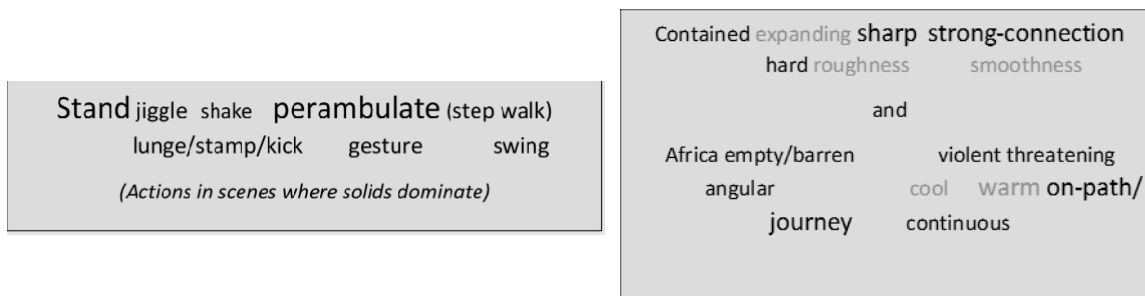 Stand jiggle shake perambulate (step walk)
lunge/stamp/kick gesture swing
(Actions in scenes where solids dominate)
Contained expanding sharp strong-connection
hard roughness smoothness
and
Africa empty/barren violent threatening
angular cool warm on-path/
journey continuous